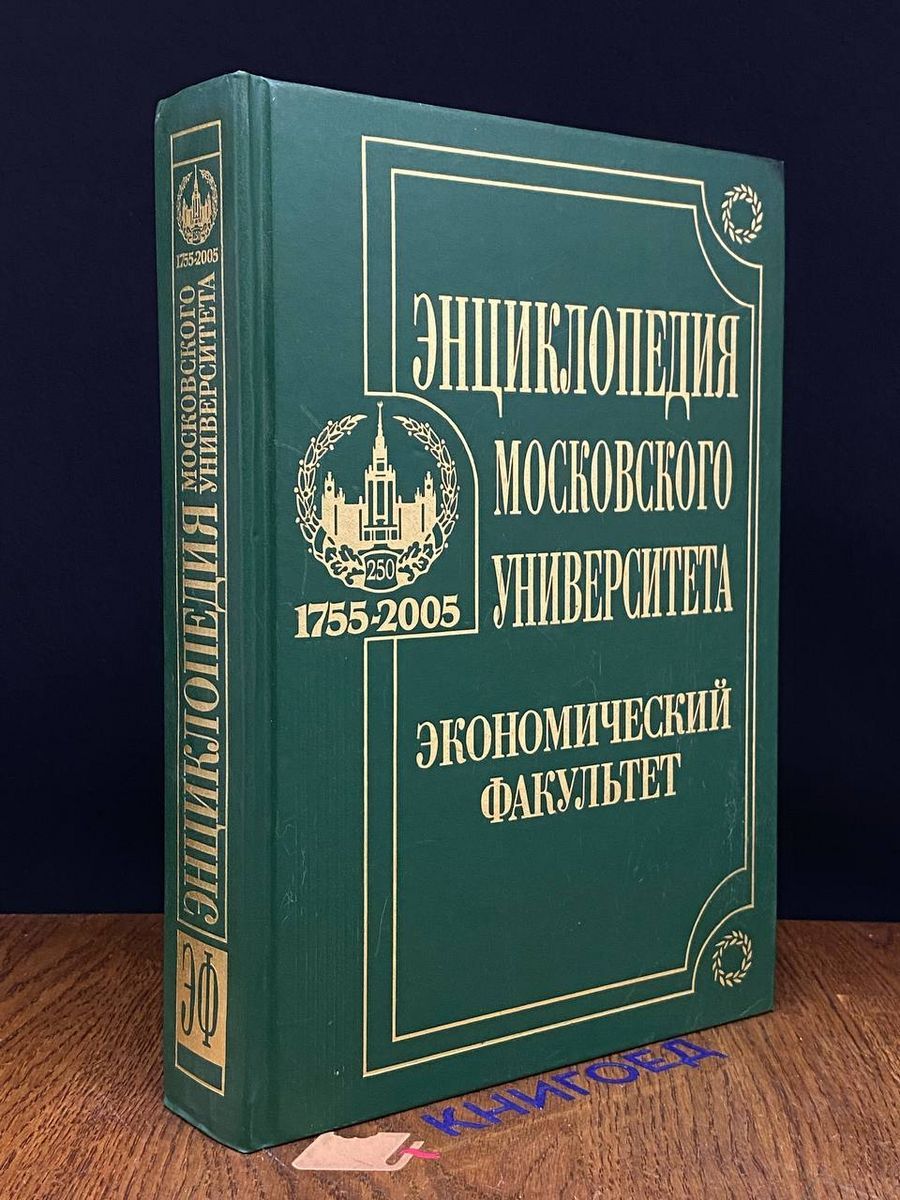 1755-2005
ЭНЦИКЛОПЕДИЯ
МОСКОВСКОГО
УНИВЕРСИТЕТА
ЭФ
ЭНЦИКЛОПЕДИЯ
МОСКОВСКОГО
УНИВЕРСИТЕТА
250
1755-2005
ЭКОНОМИЧЕСКИЙ
ФАКУЛЬТЕТ
КНИГОЕД